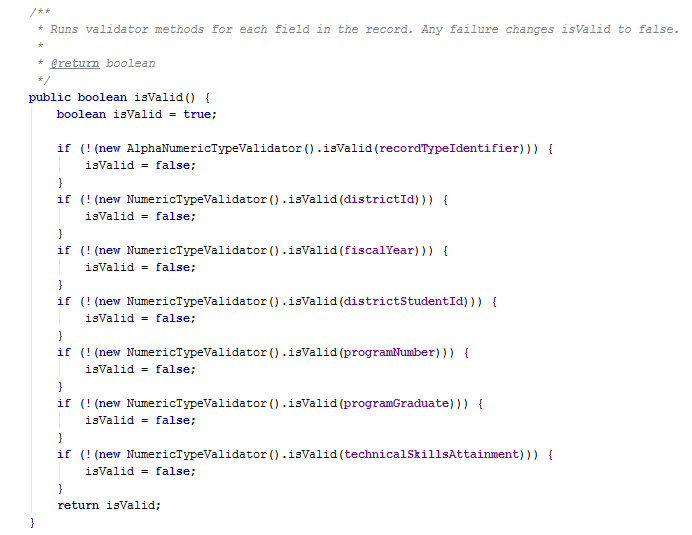 /**
 * Runs validator methods for each field in the record. Any failure changes isValid to false.
 *
 * @return boolean
 */
public boolean isValid() {
    boolean isValid = true;

    if (!(new AlphaNumericTypeValidator().isValid(recordTypeIdentifier))) {
        isValid = false;
    }
    if (!(new NumericTypeValidator().isValid(districtId))) {
        isValid = false;
    }
    if (!(new NumericTypeValidator().isValid(fiscalYear))) {
        isValid = false;
    }
    if (!(new NumericTypeValidator().isValid(districtStudentId))) {
        isValid = false;
    }
    if (!(new NumericTypeValidator().isValid(programNumber))) {
        isValid = false;
    }
    if (!(new NumericTypeValidator().isValid(programGraduate))) {
        isValid = false;
    }
    if (!(new NumericTypeValidator().isValid(technicalSkillsAttainment))) {
        isValid = false;
    }
    return isValid;
}